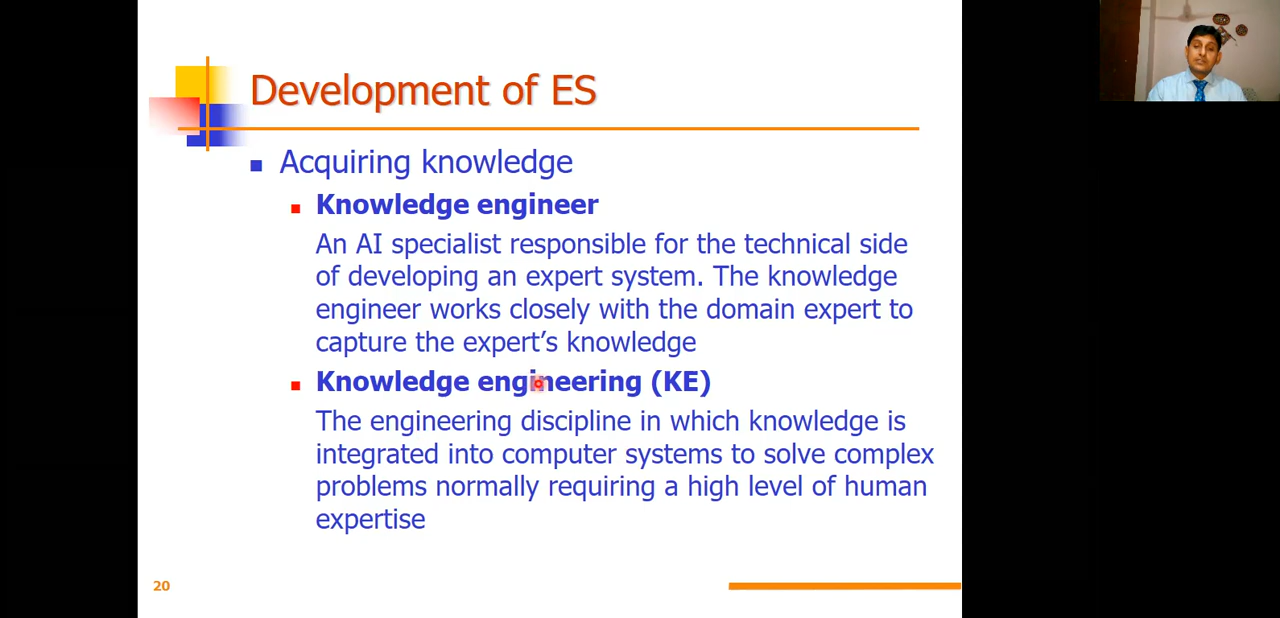 Development of ES
Acquiring knowledge
Knowledge engineer
An AI specialist responsible for the technical side
of developing an expert system. The knowledge
engineer works closely with the domain expert to
capture the expert’s knowledge
Knowledge engineering (KE)
The engineering discipline in which knowledge is
integrated into computer systems to solve complex
problems normally requiring a high level of human
expertise
20